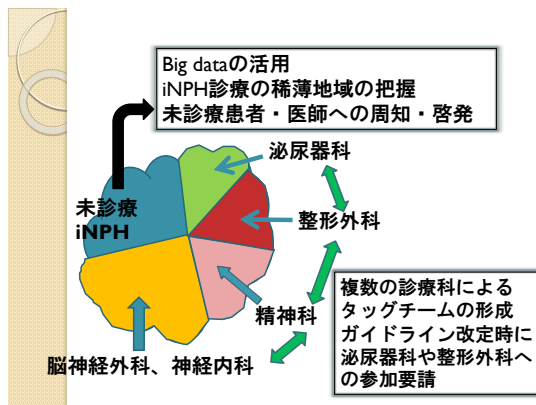 Big dataの活用
iNPH診療の稀薄地域の把握
未診療患者・医師への周知・啓発
泌尿器科
未診療
iNPH
整形外科
複数の診療科による
タッグチームの形成
ガイドライン改定時に
泌尿器科や整形外科へ
の参加要請
精神科
脳神経外科、神経内科